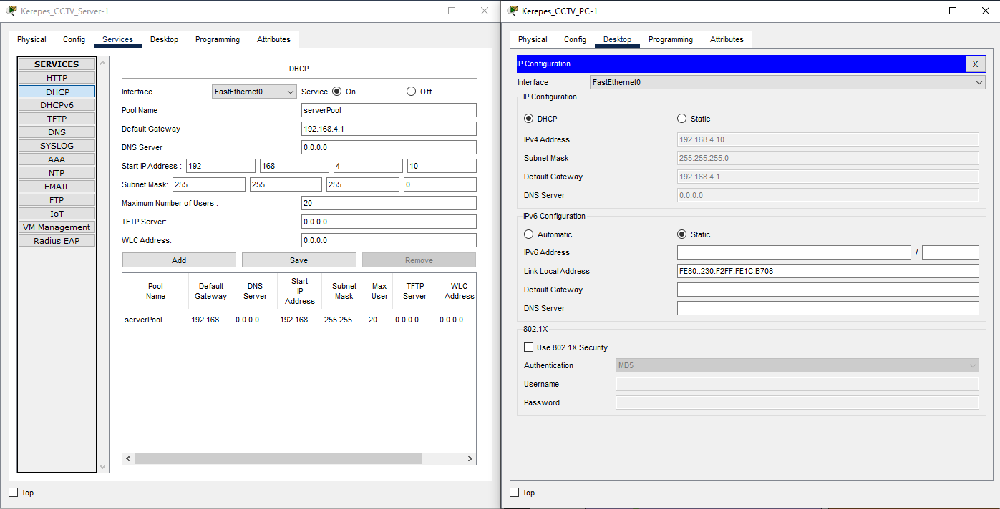 Kerepes_CCTV_Server-1
Physical Config Services Desktop Programming Attributes
SERVICES
HTTP
DHCP
DHCPv6
TFTP
DNS
SYSLOG
AAA
NTP
EMAIL
FTP
IoT
VM Management
Radius EAP
DHCP
Interface FastEthernet0 Service On Off
Pool Name serverPool
Default Gateway 192.168.4.1
DNS Server 0.0.0.0
Start IP Address : 192 168 4 10
Subnet Mask: 255 255 255 0
Maximum Number of Users : 20
TFTP Server: 0.0.0.0
WLC Address: 0.0.0.0
Add Save Remove
Pool Name Default Gateway DNS Server Start IP Address Subnet Mask Max User TFTP Server WLC Address
serverPool 192.168.... 0.0.0.0 192.168.... 255.255.... 20 0.0.0.0 0.0.0.0
Top
Kerepes_CCTV_PC-1
Physical Config Desktop Programming Attributes
IP Configuration X
Interface FastEthernet0
IP Configuration
DHCP Static
IPv4 Address 192.168.4.10
Subnet Mask 255.255.255.0
Default Gateway 192.168.4.1
DNS Server 0.0.0.0
IPv6 Configuration
Automatic Static
IPv6 Address /
Link Local Address FE80::230:F2FF:FE1C:B708
Default Gateway
DNS Server
802.1X
Use 802.1X Security
Authentication MD5
Username
Password
Top